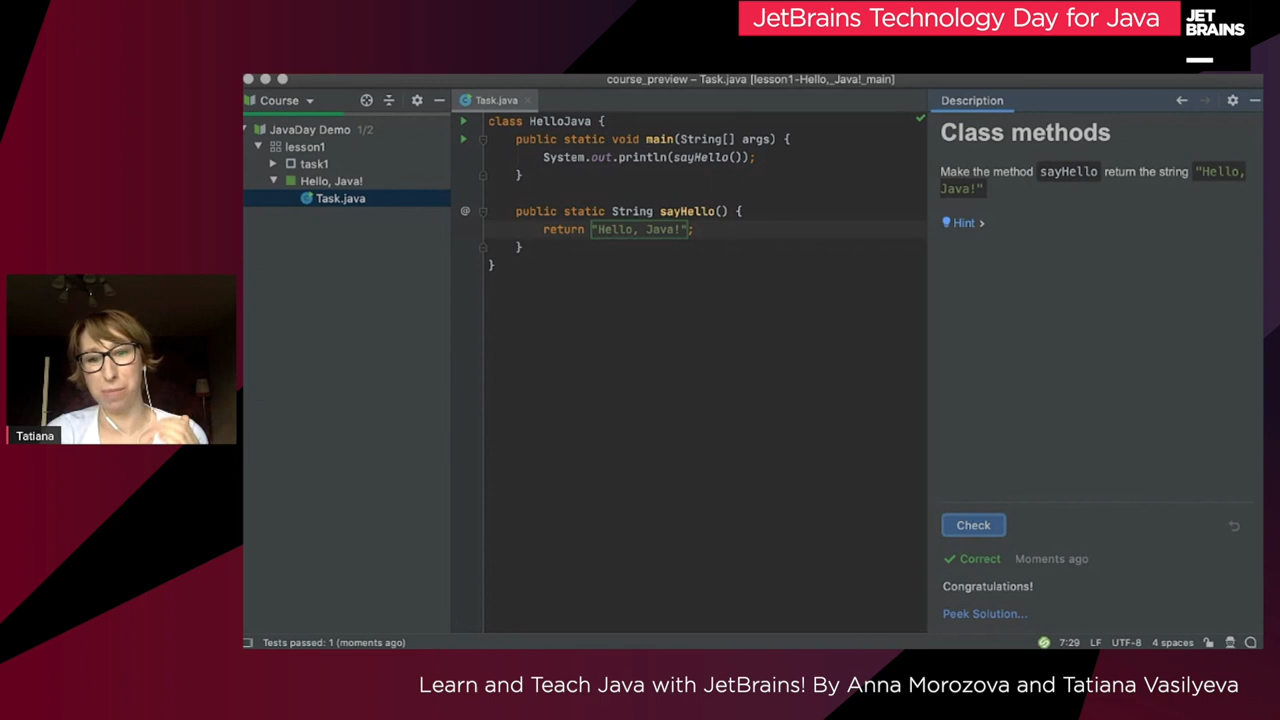 JetBrains Technology Day for Java
JET
BRAINS
course_preview – Task.java [lesson1-Hello,_Java!_main]
Course
Task.java
Description
JavaDay Demo 1/2
lesson1
task1
Hello, Java!
Task.java
class HelloJava {
public static void main(String[] args) {
System.out.println(sayHello());
}
@ public static String sayHello() {
return "Hello, Java!";
}
}
Class methods
Make the method sayHello return the string "Hello,
Java!"
Hint
Check
Correct Moments ago
Congratulations!
Peek Solution...
Tatiana
Tests passed: 1 (moments ago)
7:29 LF UTF-8 4 spaces
Learn and Teach Java with JetBrains! By Anna Morozova and Tatiana Vasilyeva